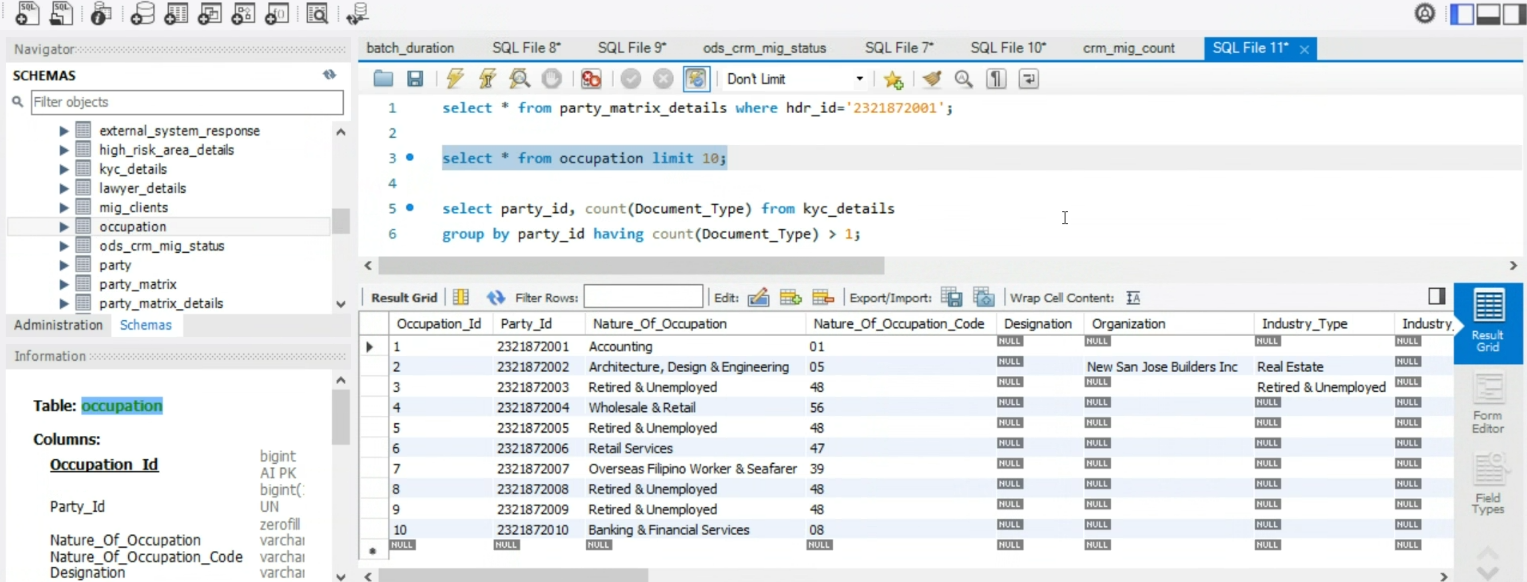 SQL SQL
Navigator
SCHEMAS
Filter objects
external_system_response
high_risk_area_details
kyc_details
lawyer_details
mig_clients
occupation
ods_crm_mig_status
party
party_matrix
party_matrix_details
Administration Schemas
Information
Table: occupation
Columns:
Occupation_Id bigint
AI PK
bigint(
Party_Id UN
zerofill
Nature_Of_Occupation varchar
Nature_Of_Occupation_Code varchar
Designation varchar
batch_duration SQL File 8* SQL File 9* ods_crm_mig_status SQL File 7* SQL File 10* crm_mig_count SQL File 11*
Don't Limit
1 select * from party_matrix_details where hdr_id='2321872001';
2
3 select * from occupation limit 10;
4
5 select party_id, count(Document_Type) from kyc_details
6 group by party_id having count(Document_Type) > 1;
Result Grid Filter Rows: Edit: Export/Import: Wrap Cell Content:
Occupation_Id Party_Id Nature_Of_Occupation Nature_Of_Occupation_Code Designation Organization Industry_Type Industry_
1 2321872001 Accounting 01 NULL NULL NULL NULL
2 2321872002 Architecture, Design & Engineering 05 NULL New San Jose Builders Inc Real Estate NULL
3 2321872003 Retired & Unemployed 48 NULL NULL Retired & Unemployed NULL
4 2321872004 Wholesale & Retail 56 NULL NULL NULL NULL
5 2321872005 Retired & Unemployed 48 NULL NULL NULL NULL
6 2321872006 Retail Services 47 NULL NULL NULL NULL
7 2321872007 Overseas Filipino Worker & Seafarer 39 NULL NULL NULL NULL
8 2321872008 Retired & Unemployed 48 NULL NULL NULL NULL
9 2321872009 Retired & Unemployed 48 NULL NULL NULL NULL
10 2321872010 Banking & Financial Services 08 NULL NULL NULL NULL
NULL NULL NULL NULL NULL NULL NULL NULL
Result
Grid
Form
Editor
Field
Types